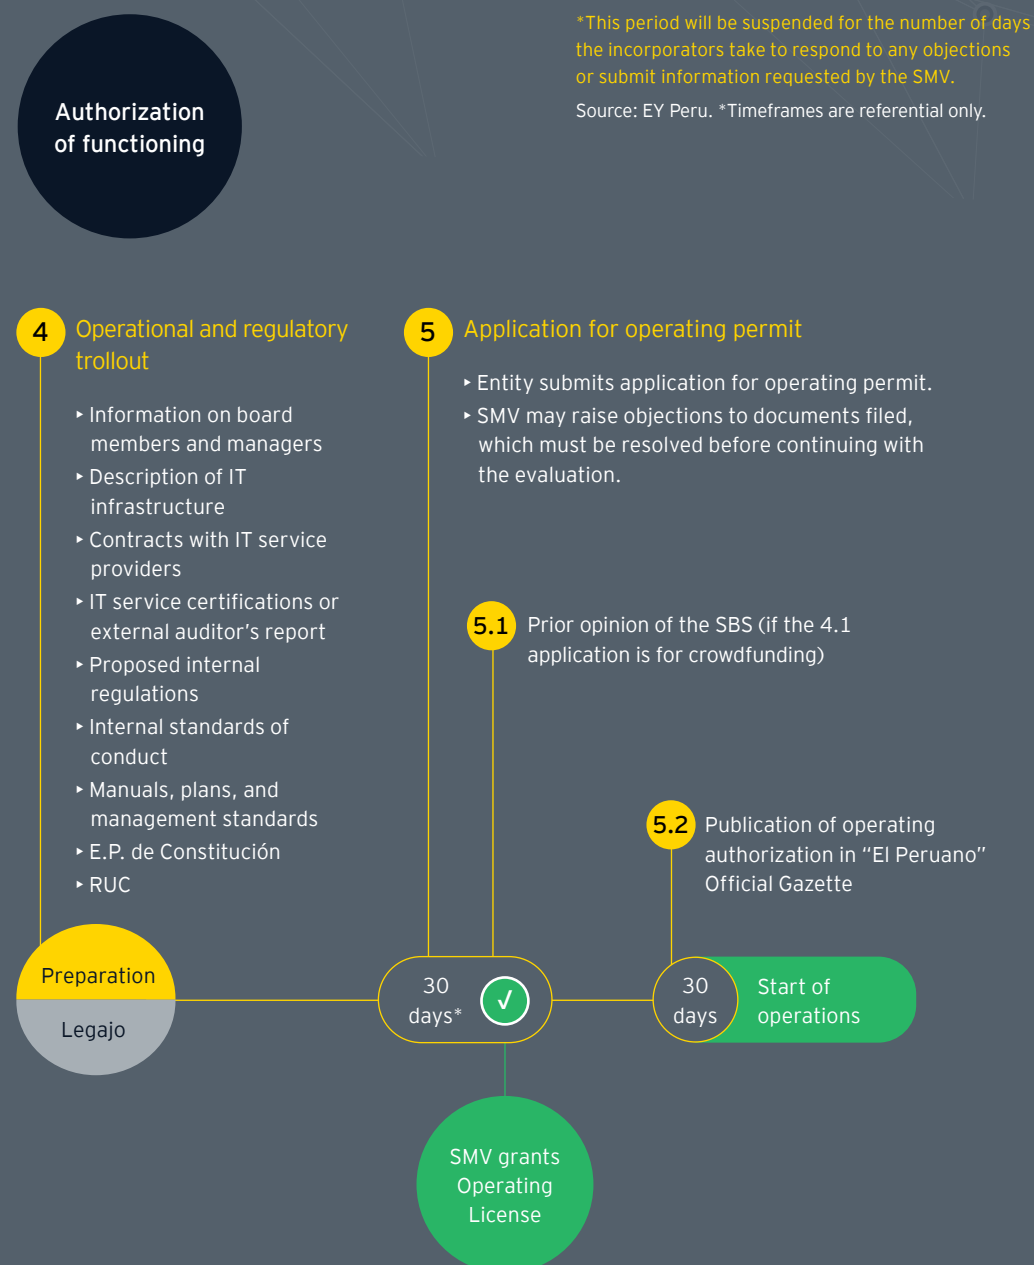 *This period will be suspended for the number of days
the incorporators take to respond to any objections
or submit information requested by the SMV.
Source: EY Peru. *Timeframes are referential only.
Authorization
of functioning
4
Operational and regulatory
trollout
‣ Information on board
members and managers
‣ Description of IT
infrastructure
‣ Contracts with IT service
providers
‣ IT service certifications or
external auditor's report
‣ Proposed internal
regulations
‣ Internal standards of
conduct
‣ Manuals, plans, and
management standards
‣ E.P. de Constitución
‣ RUC
5
Application for operating permit
‣ Entity submits application for operating permit.
‣ SMV may raise objections to documents filed,
which must be resolved before continuing with
the evaluation.
5.1
Prior opinion of the SBS (if the 4.1
application is for crowdfunding)
5.2
Publication of operating
authorization in “El Peruano”
Official Gazette
Preparation
Legajo
30
days*
√
30
days
Start of
operations
SMV grants
Operating
License